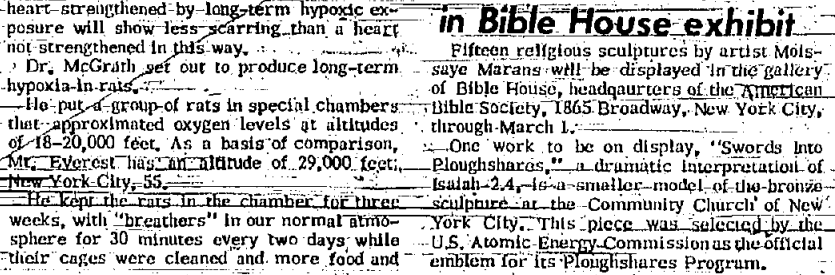 heart strengthened by long-term hypoxic ex-
posure will show less scarring than a heart
not strengthened in this way.
Dr. McGrath set out to produce long-term
hypoxia in rats.
He put a group of rats in special chambers
that approximated oxygen levels at altitudes
of 18-20,000 feet. As a basis of comparison,
Mt. Everest has an altitude of 29,000 feet;
New York City, 55.
He kept the rats in the chamber for three
weeks, with "breathers" in our normal atmo-
sphere for 30 minutes every two days while
their cages were cleaned and more food and
in Bible House exhibit
Fifteen religious sculptures by artist Mois-
saye Marans will be displayed in the gallery
of Bible House, headqaurters of the American
Bible Society, 1865 Broadway, New York City,
through March 1.
One work to be on display, "Swords Into
Ploughshares," a dramatic interpretation of
Isaiah 2.4, is a smaller model of the bronze
sculpture at the Community Church of New
York City. This piece was selected by the
U.S. Atomic Energy Commission as the official
emblem for its Ploughshares Program.